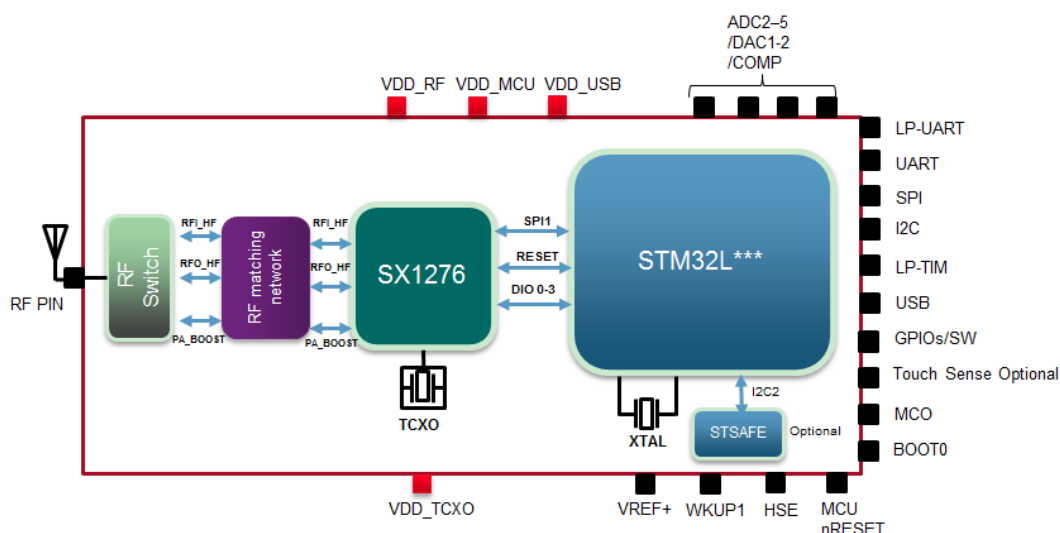 ADC2–5
/DAC1-2
/COMP
VDD_RF
VDD_MCU
VDD_USB
LP-UART
UART
SPI
I2C
LP-TIM
USB
GPIOs/SW
Touch Sense Optional
MCO
BOOT0
RF PIN
RF
Switch
RFI_HF
RFO_HF
PA_BOOST
RF matching
network
RFI_HF
RFO_HF
PA_BOOST
SX1276
SPI1
RESET
DIO 0-3
STM32L***
TCXO
XTAL
I2C2
STSAFE
Optional
VDD_TCXO
VREF+
WKUP1
HSE
MCU
nRESET